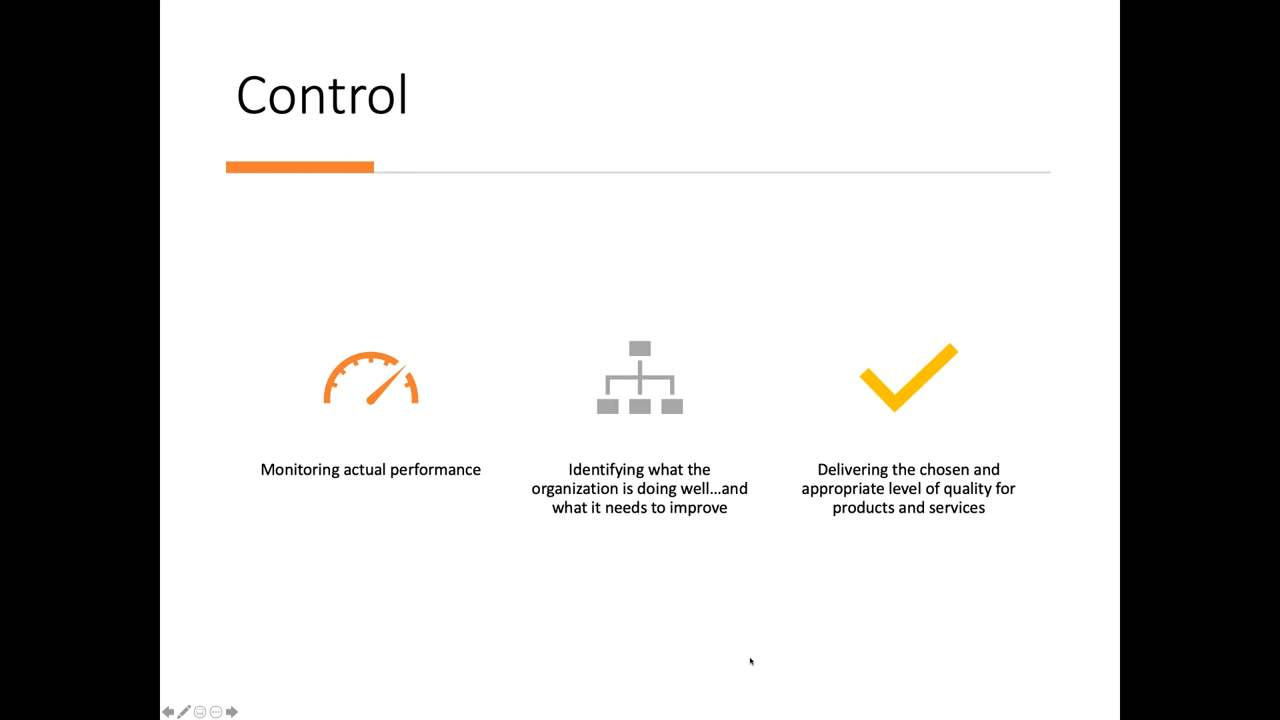 Control
Monitoring actual performance
Identifying what the
organization is doing well...and
what it needs to improve
Delivering the chosen and
appropriate level of quality for
products and services